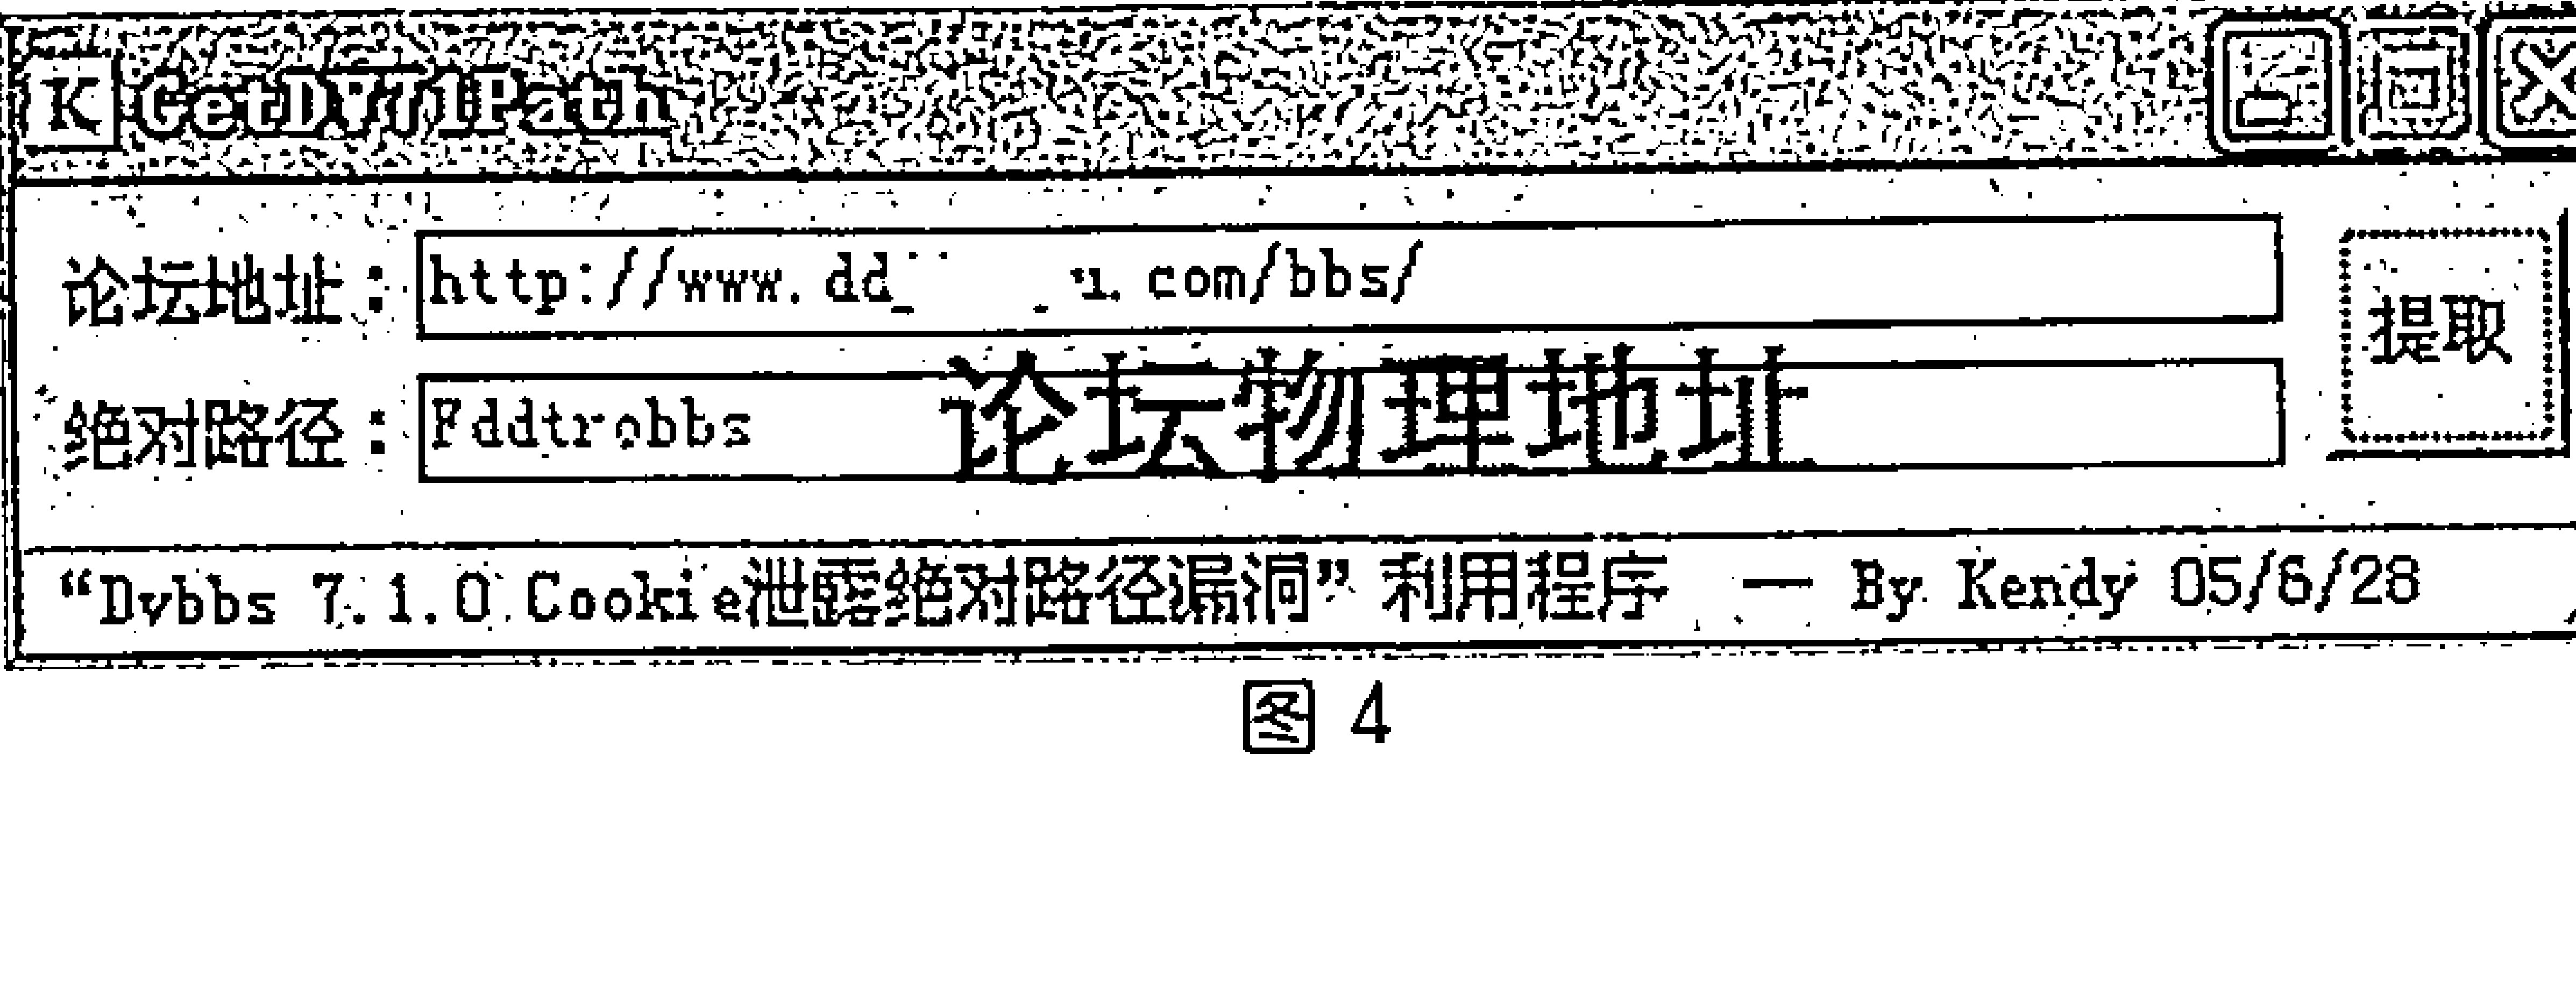 K GetDV71Path
论坛地址： http://www.dd .com/bbs/
提取
绝对路径： Fddtrobbs 论坛物理地址
“Dvbbs 7.1.0 Cookie泄露绝对路径漏洞” 利用程序 — By Kendy 05/6/28
图 4